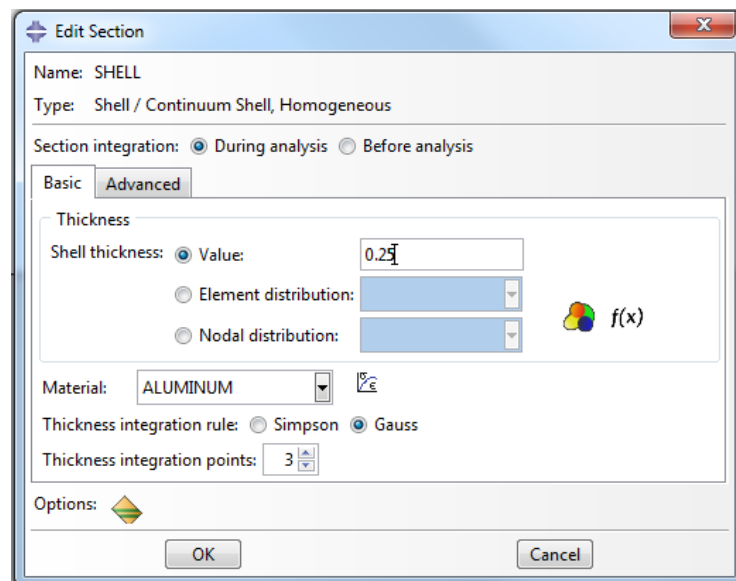 Edit Section
Name: SHELL
Type: Shell / Continuum Shell, Homogeneous
Section integration: During analysis Before analysis
Basic Advanced
Thickness
Shell thickness: Value: 0.25
Element distribution:
Nodal distribution:
f(x)
Material: ALUMINUM σ ε
Thickness integration rule: Simpson Gauss
Thickness integration points: 3
Options:
OK Cancel